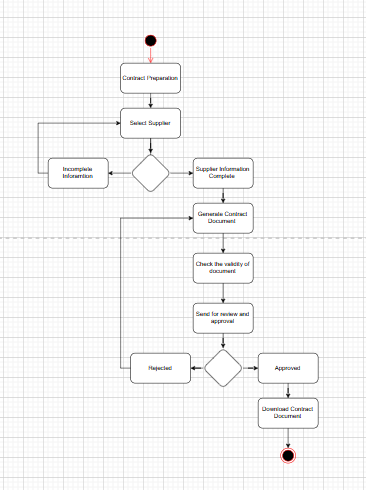 Contract Preparation
Select Supplier
Incomplete
Inforamtion
Supplier Information
Complete
Generate Contract
Document
Check the validity of
document
Send for review and
approval
Rejected
Approved
Download Contract
Document